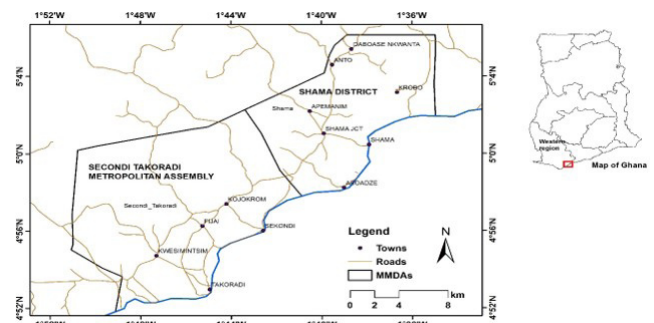 1°52'W
1°44'W
1°40'W
1°36'W
DABOASE NKWANTA
ANTO
5°4'N
5°4'N
KROBO
SHAMA DISTRICT
Shama
APEMANIM
SHAMA JCT
SHAMA
Western
region
Map of Ghana
5°0'N
5°0'N
SECONDI TAKORADI
METROPOLITAN ASSEMBLY
ABOADZE
Secondi_Takoradi
KOJOKROM
FIJAI
SEKONDI
4°56'N
4°56'N
KWESIMINTSIM
Legend
Towns
Roads
MMDAs
N
TAKORADI
0 2 4 8
km
4°52'N
4°52'N